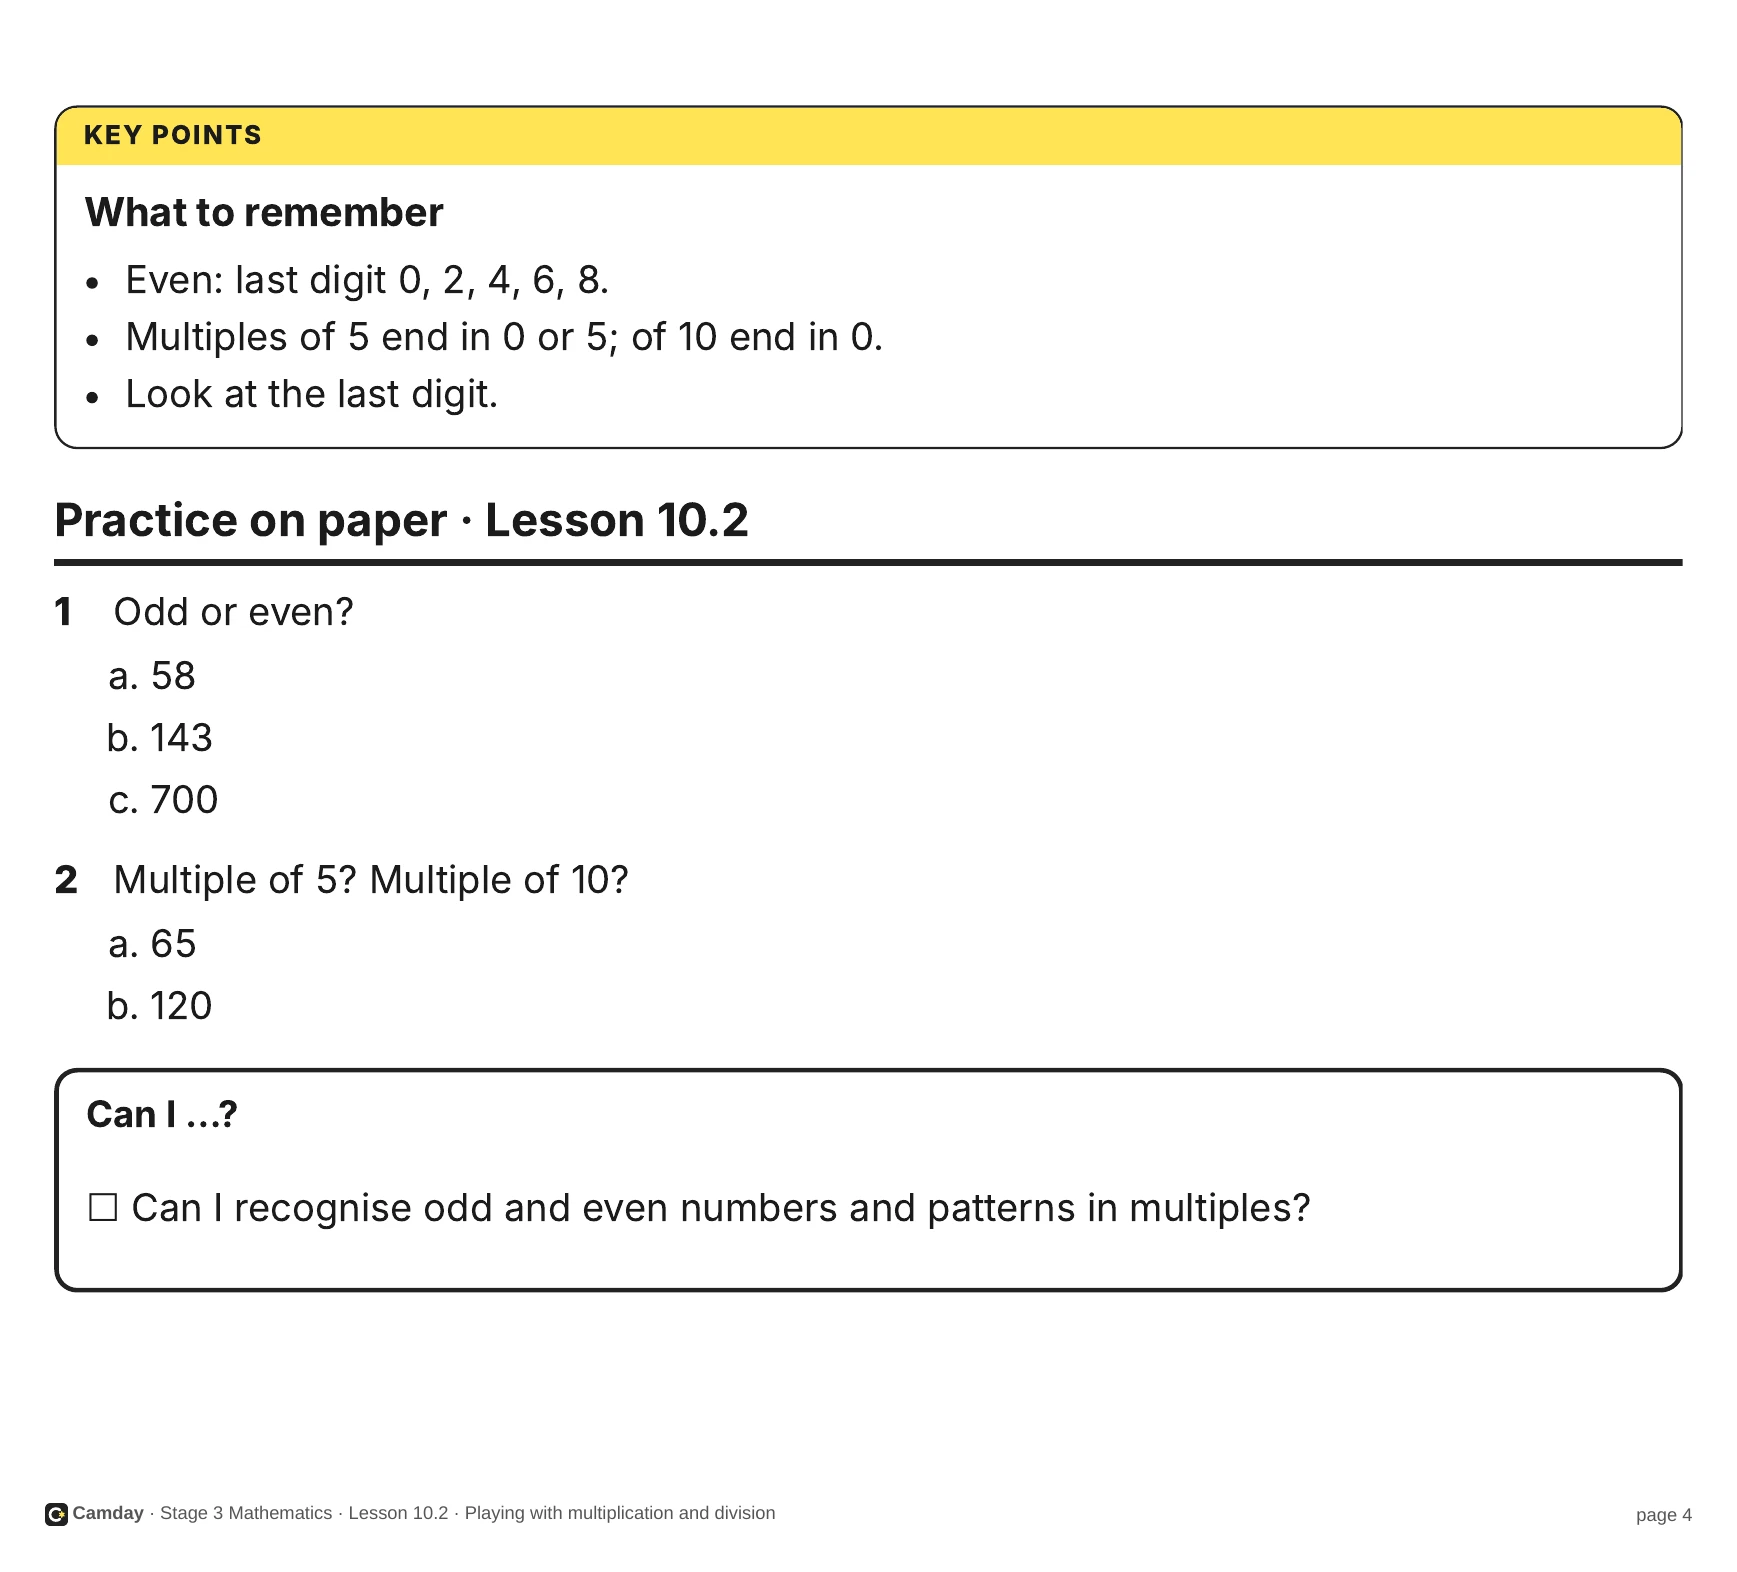 KEY POINTS
What to remember
• Even: last digit 0, 2, 4, 6, 8.
• Multiples of 5 end in 0 or 5; of 10 end in 0.
• Look at the last digit.
Practice on paper · Lesson 10.2
1 Odd or even?
a. 58
b. 143
c. 700
2 Multiple of 5? Multiple of 10?
a. 65
b. 120
Can I …?
☐ Can I recognise odd and even numbers and patterns in multiples?
Camday · Stage 3 Mathematics · Lesson 10.2 · Playing with multiplication and division
page 4